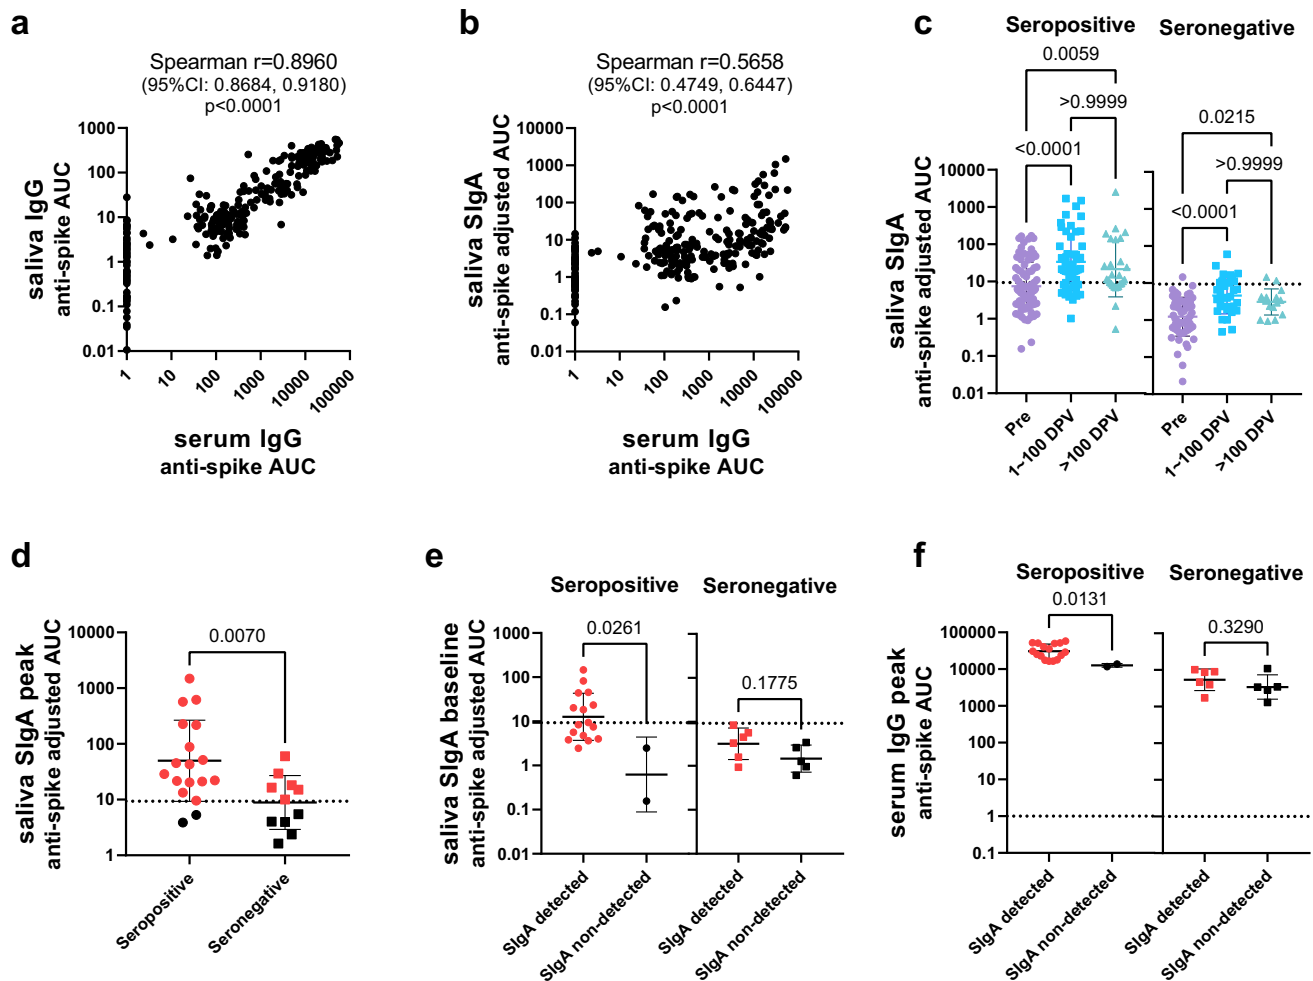 a
Spearman r=0.8960
(95%CI: 0.8684, 0.9180)
p<0.0001
saliva IgG
anti-spike AUC
1000
100
10
1
0.1
0.01
1
10
100
1000
10000
100000
serum IgG
anti-spike AUC
b
Spearman r=0.5658
(95%CI: 0.4749, 0.6447)
p<0.0001
saliva SIgA
anti-spike adjusted AUC
10000
1000
100
10
1
0.1
0.01
1
10
100
1000
10000
100000
serum IgG
anti-spike AUC
c
Seropositive
Seronegative
0.0059
>0.9999
<0.0001
0.0215
>0.9999
<0.0001
saliva SIgA
anti-spike adjusted AUC
10000
1000
100
10
1
0.1
0.01
Pre
1~100 DPV
>100 DPV
Pre
1~100 DPV
>100 DPV
d
0.0070
saliva SIgA peak
anti-spike adjusted AUC
10000
1000
100
10
1
Seropositive
Seronegative
e
Seropositive
Seronegative
0.0261
0.1775
saliva SIgA baseline
anti-spike adjusted AUC
1000
100
10
1
0.1
0.01
SIgA detected
SIgA non-detected
SIgA detected
SIgA non-detected
f
Seropositive
Seronegative
0.0131
0.3290
serum IgG peak
anti-spike AUC
100000
10000
1000
100
10
1
0.1
SIgA detected
SIgA non-detected
SIgA detected
SIgA non-detected